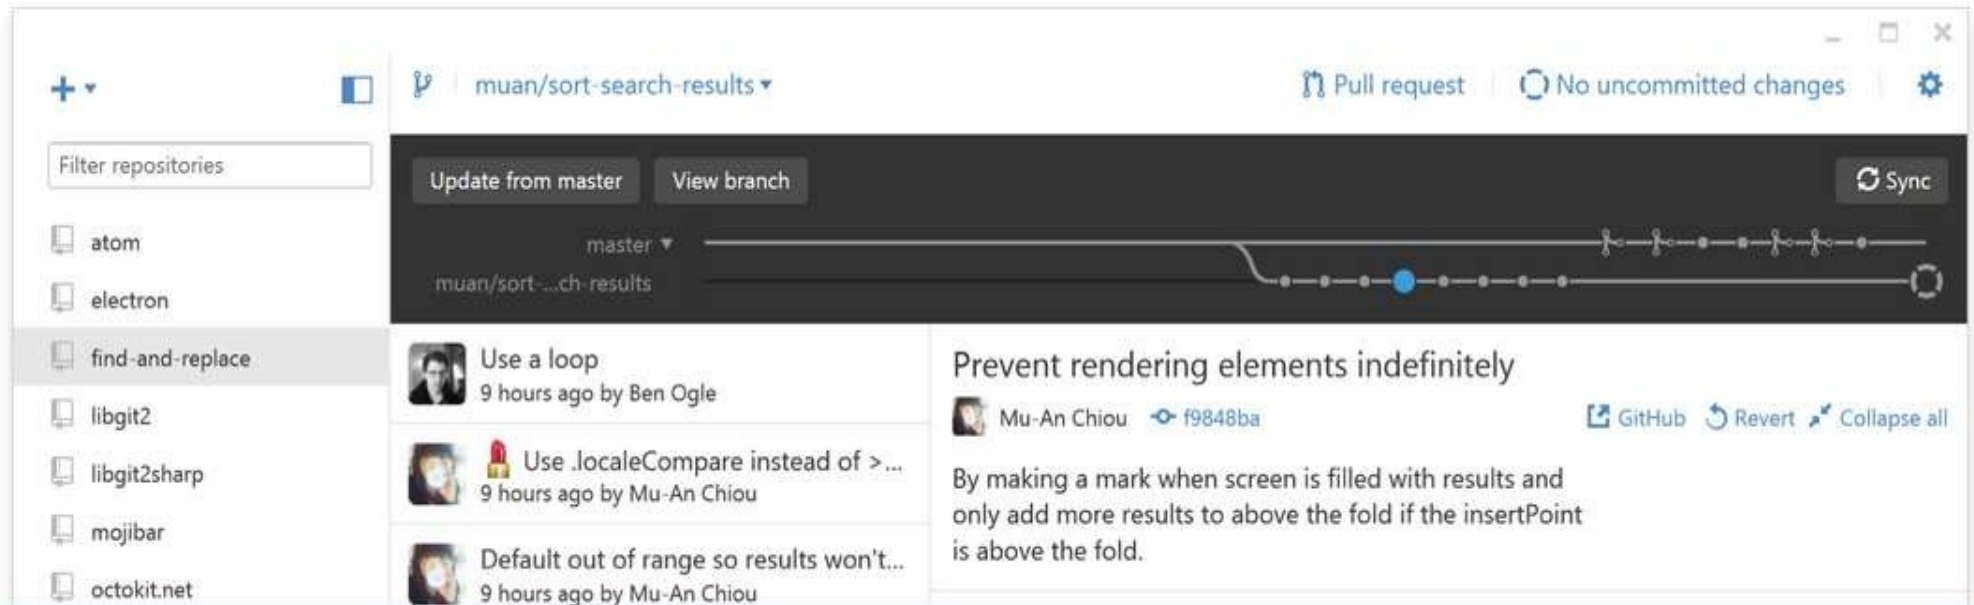 muan/sort-search-results
Pull request
No uncommitted changes
Filter repositories
atom
electron
find-and-replace
libgit2
libgit2sharp
mojibar
octokit.net
Update from master
View branch
Sync
master
muan/sort-...ch-results
Use a loop
9 hours ago by Ben Ogle
Use .localeCompare instead of >...
9 hours ago by Mu-An Chiou
Default out of range so results won't...
9 hours ago by Mu-An Chiou
Prevent rendering elements indefinitely
Mu-An Chiou f9848ba
GitHub Revert Collapse all
By making a mark when screen is filled with results and
only add more results to above the fold if the insertPoint
is above the fold.